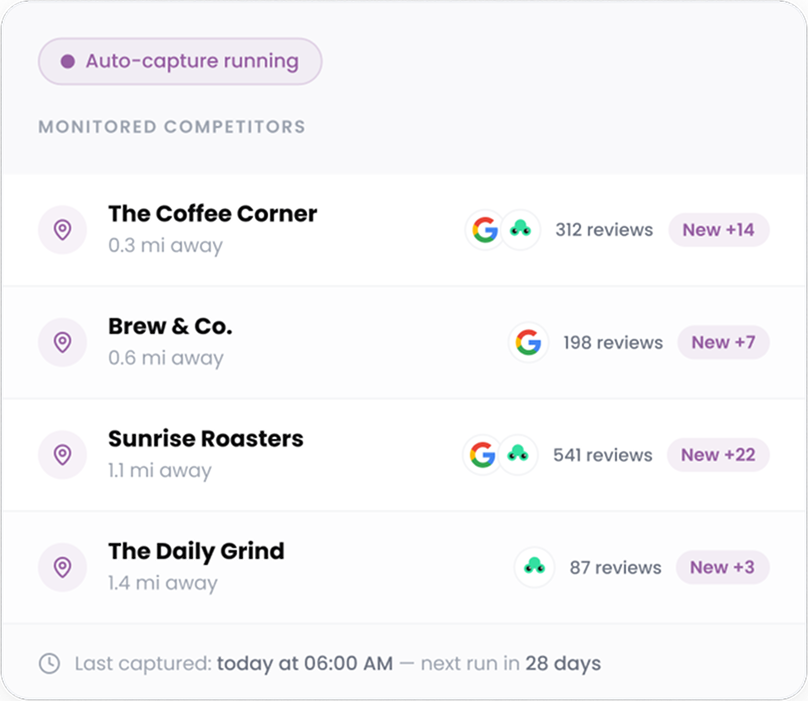 Auto-capture running
MONITORED COMPETITORS
The Coffee Corner
0.3 mi away
312 reviews
New +14
Brew & Co.
0.6 mi away
198 reviews
New +7
Sunrise Roasters
1.1 mi away
541 reviews
New +22
The Daily Grind
1.4 mi away
87 reviews
New +3
Last captured: today at 06:00 AM — next run in 28 days